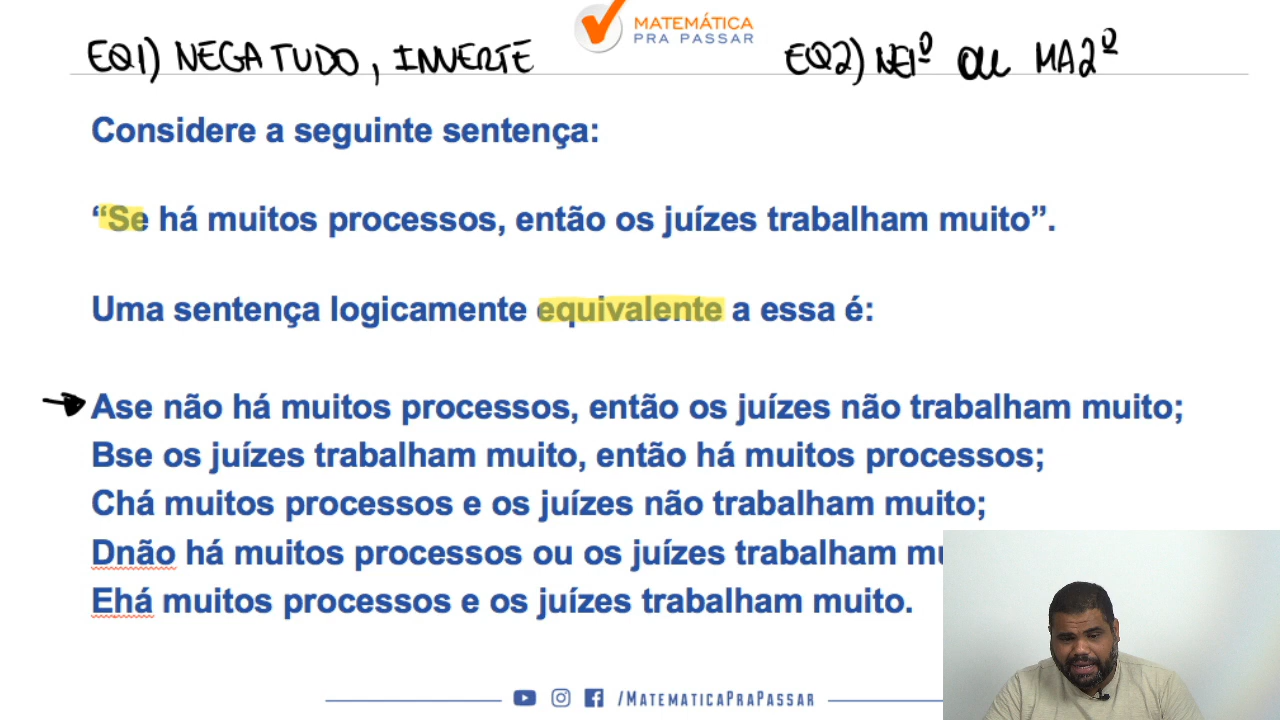 MATEMÁTICA
PRA PASSAR
EQ1) NEGA TUDO, INVERTE
EQ2) NE1º OU MA2º
Considere a seguinte sentença:
“Se há muitos processos, então os juízes trabalham muito”.
Uma sentença logicamente equivalente a essa é:
Ase não há muitos processos, então os juízes não trabalham muito;
Bse os juízes trabalham muito, então há muitos processos;
Chá muitos processos e os juízes não trabalham muito;
Dnão há muitos processos ou os juízes trabalham
Ehá muitos processos e os juízes trabalham muito.
/MatematicaPraPassar